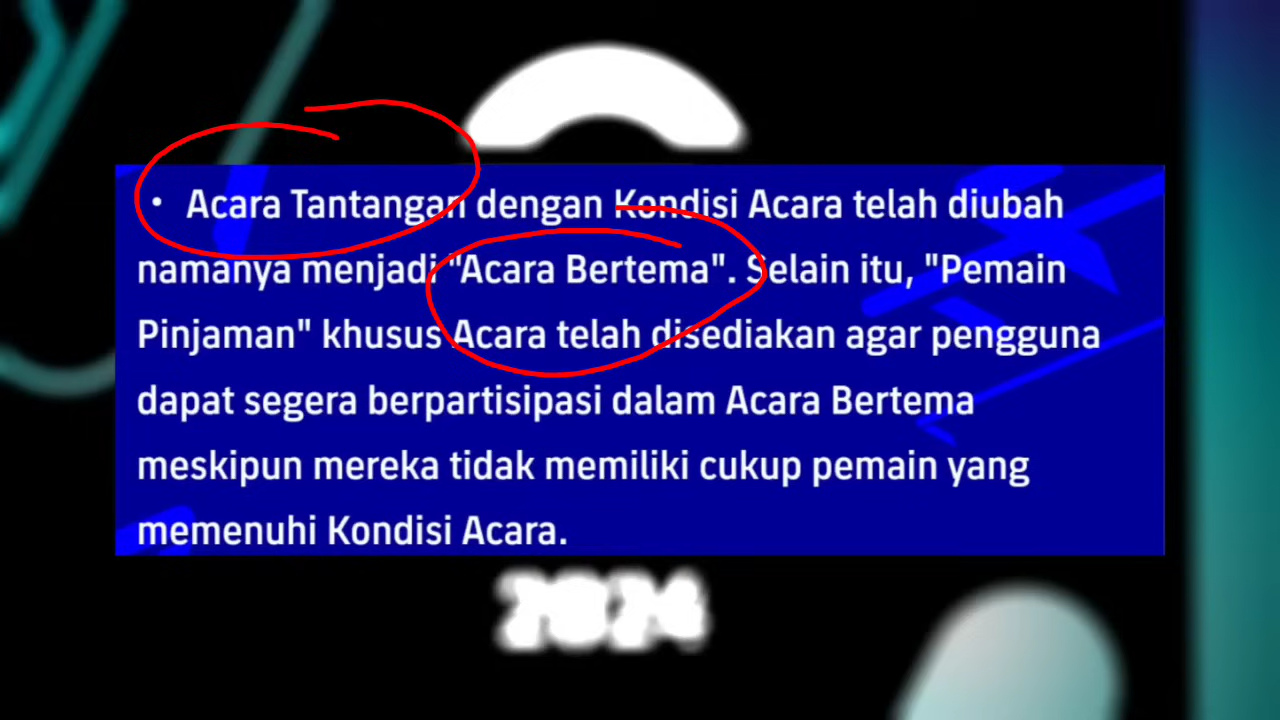 • Acara Tantangan dengan Kondisi Acara telah diubah
namanya menjadi "Acara Bertema". Selain itu, "Pemain
Pinjaman" khusus Acara telah disediakan agar pengguna
dapat segera berpartisipasi dalam Acara Bertema
meskipun mereka tidak memiliki cukup pemain yang
memenuhi Kondisi Acara.
2024